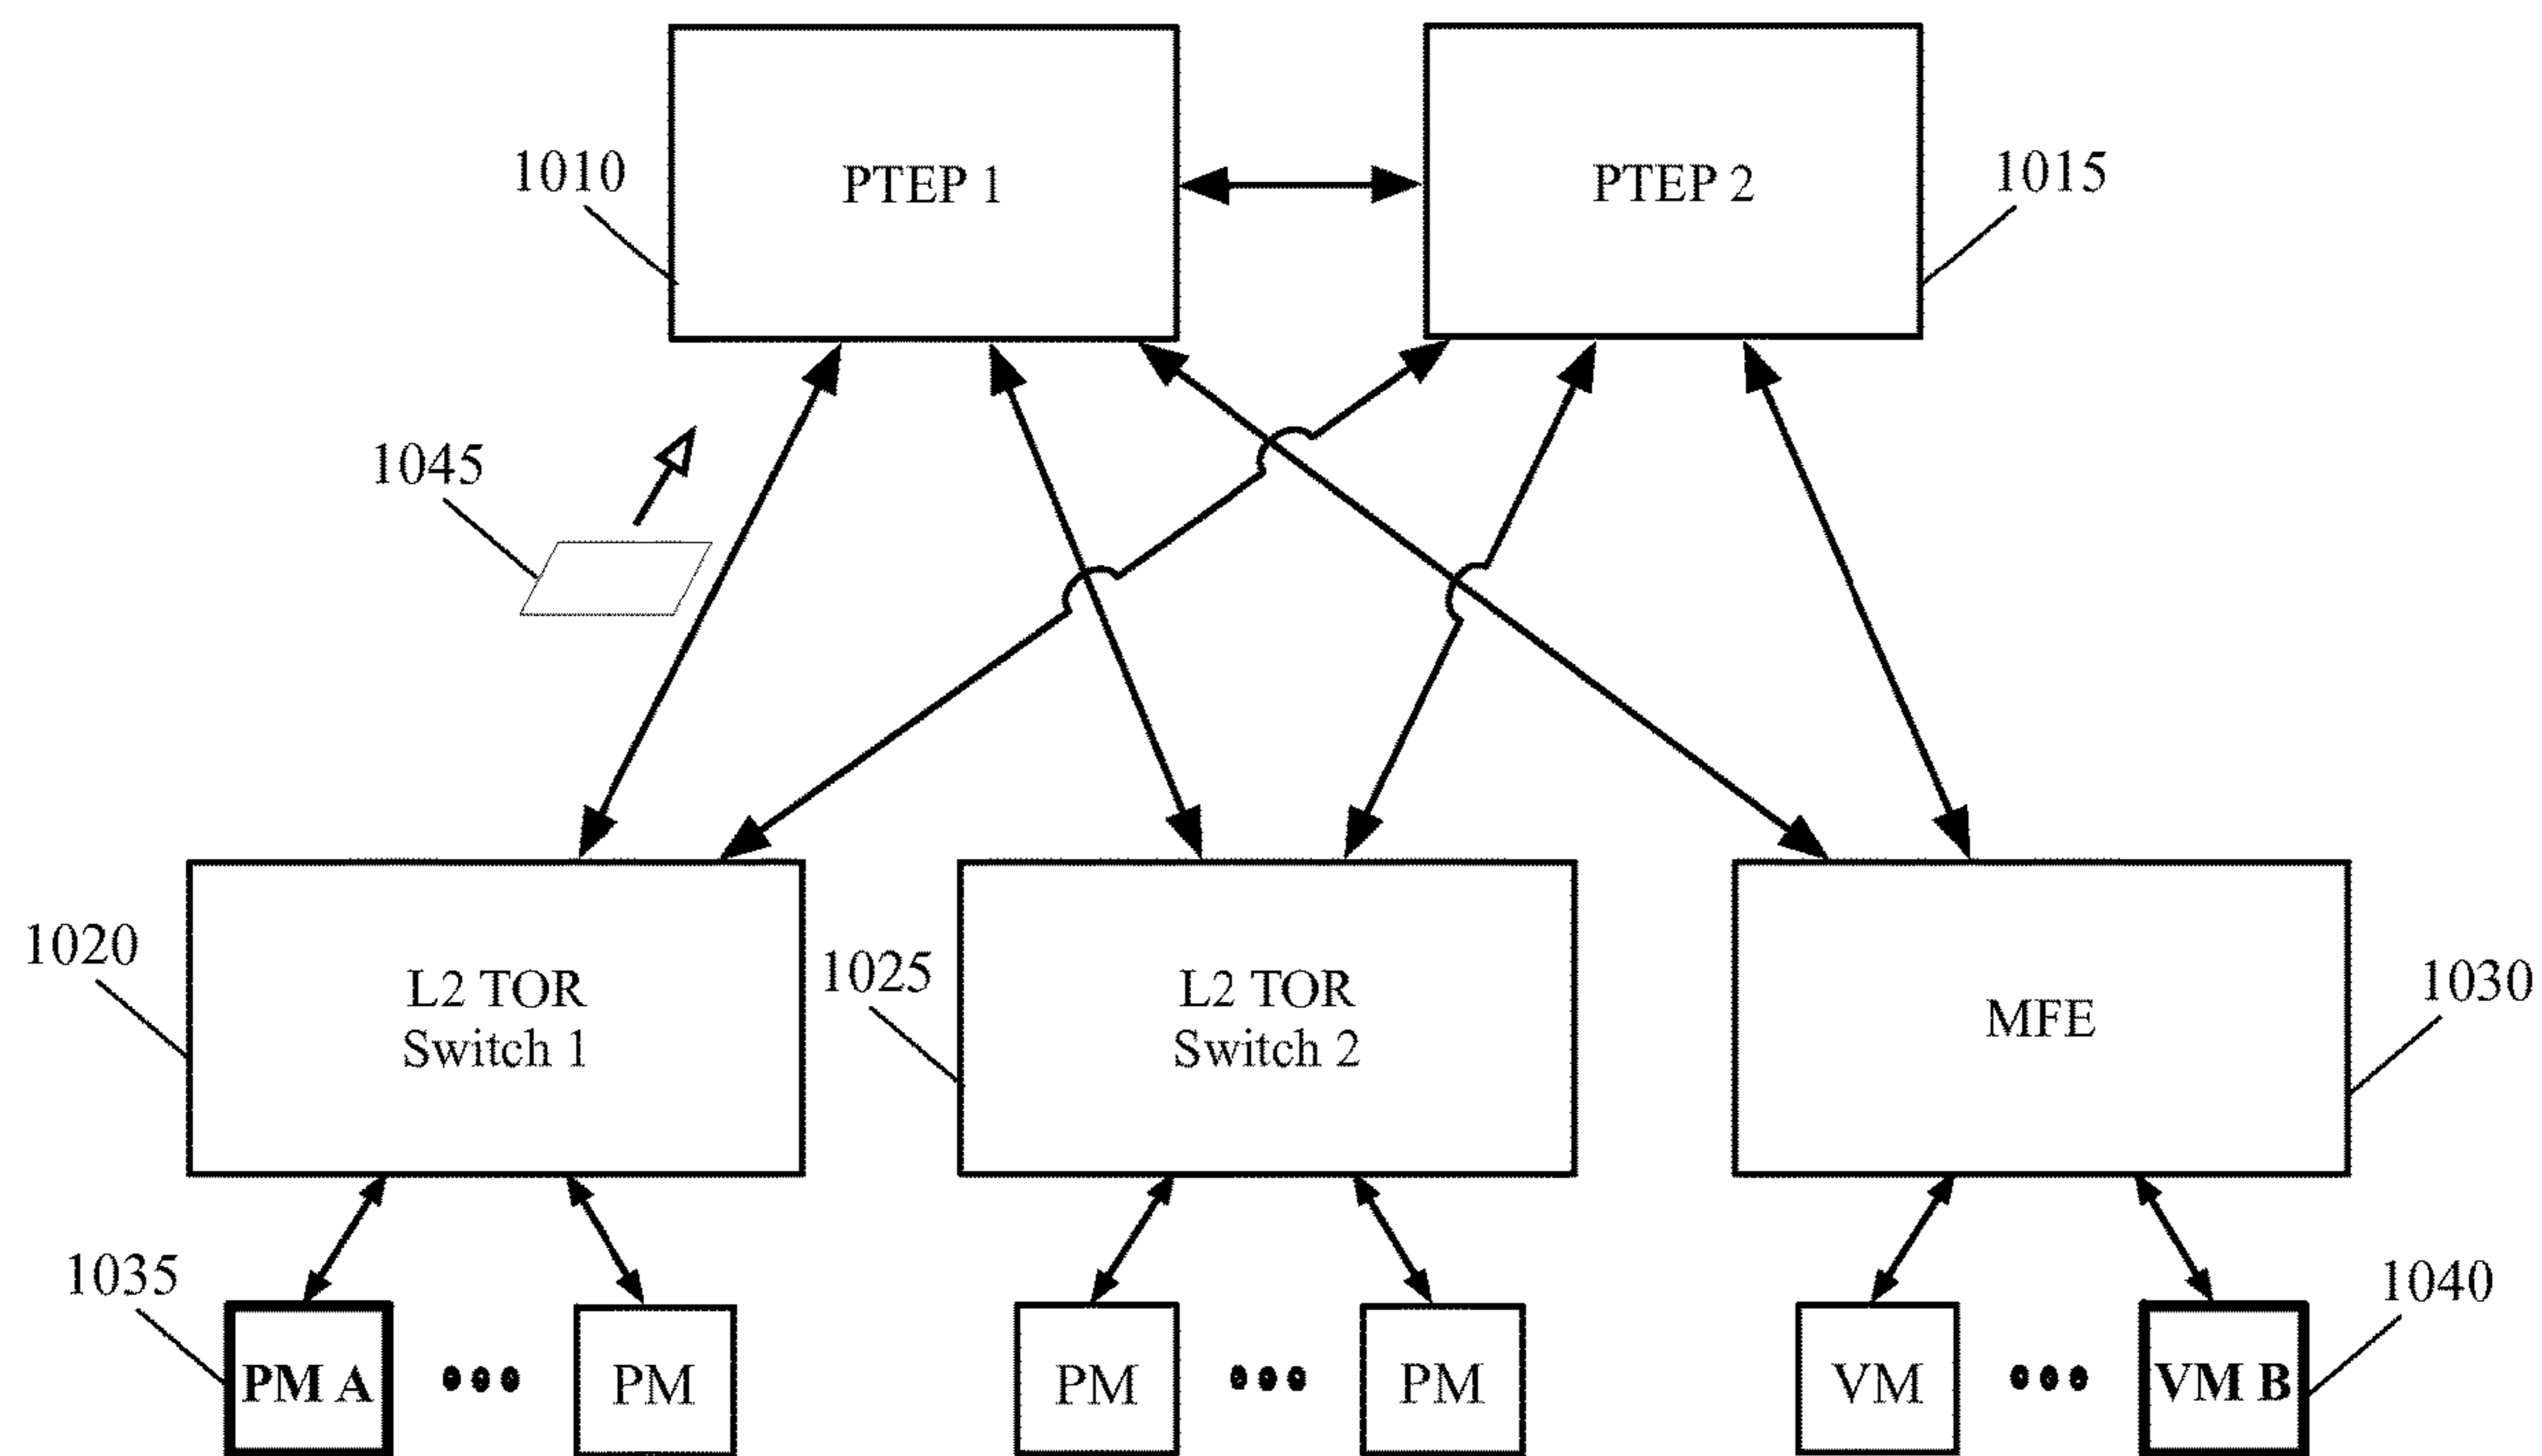 1010
PTEP 1
PTEP 2
1015
1045
1020
L2 TOR
Switch 1
1025
L2 TOR
Switch 2
MFE
1030
1035
PM A
PM
PM
PM
VM
VM B
1040